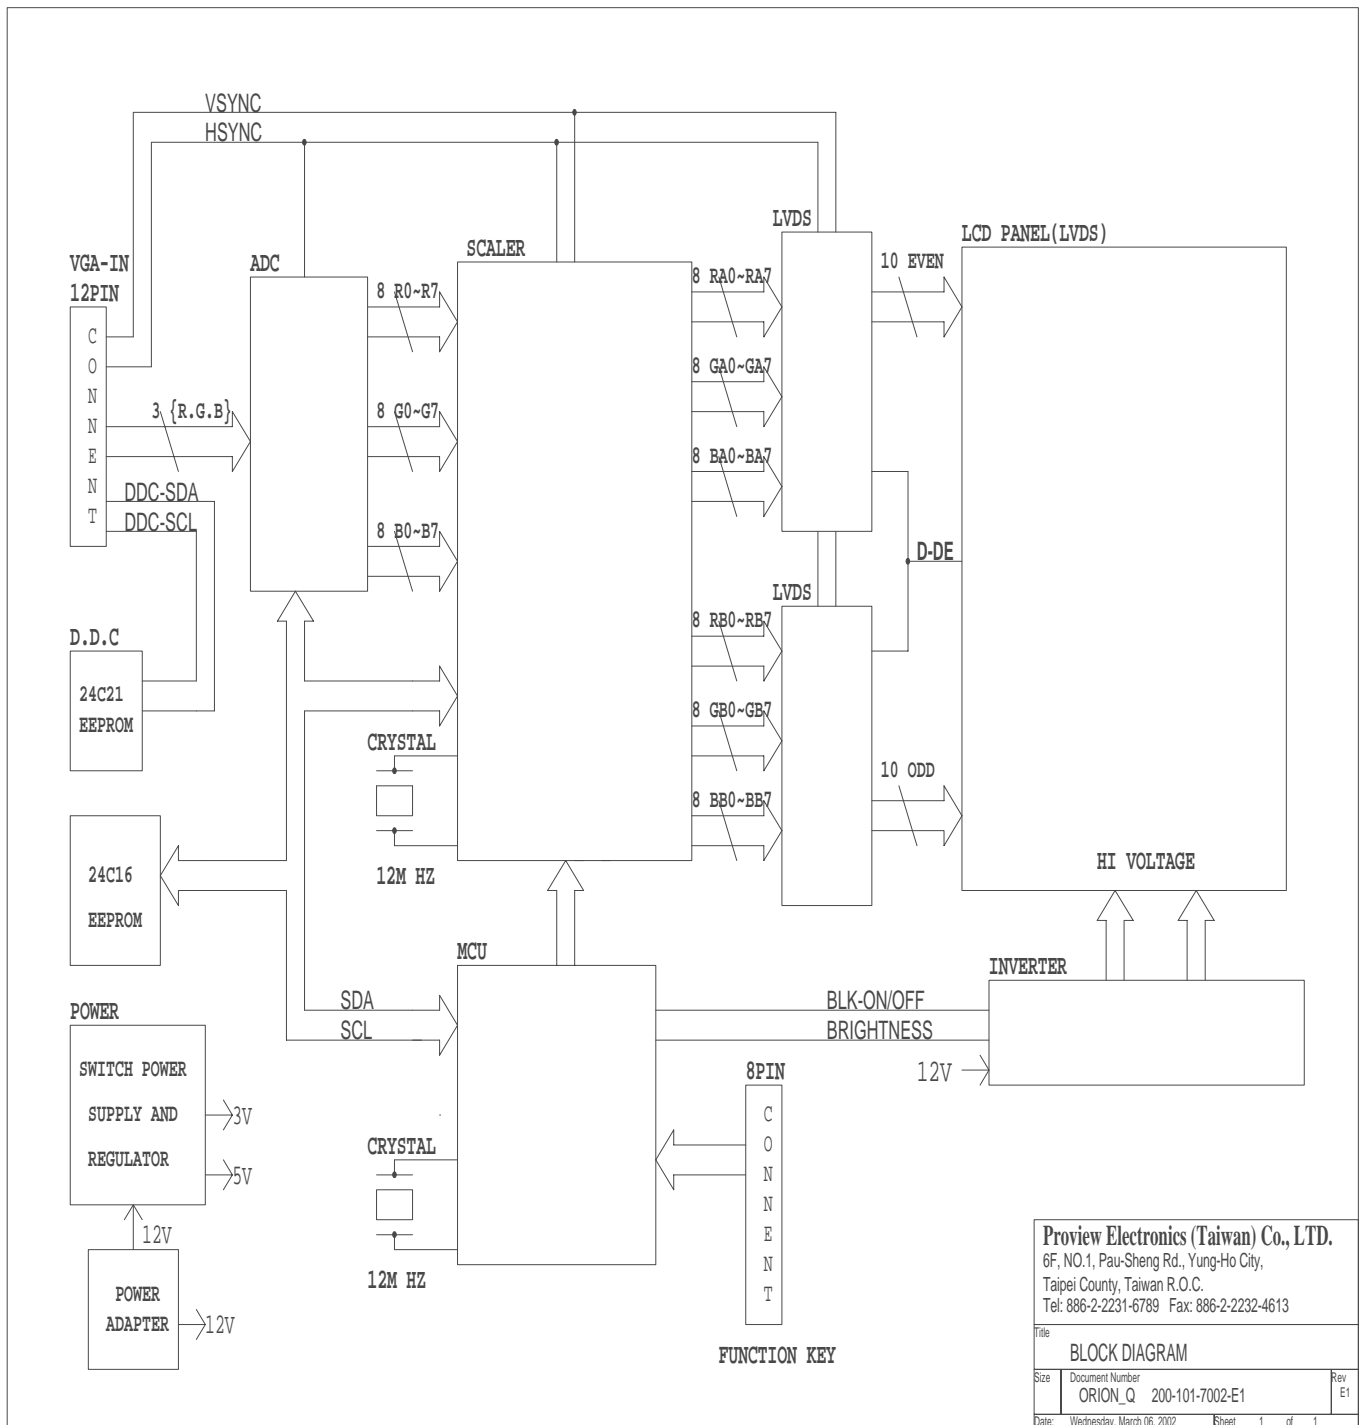 VSYNC
HSYNC
VGA-IN
12PIN
C
O
N
N
E
N
T
3 {R.G.B}
DDC-SDA
DDC-SCL
ADC
8 R0~R7
8 G0~G7
8 B0~B7
SCALER
8 RA0~RA7
8 GA0~GA7
8 BA0~BA7
8 RB0~RB7
8 GB0~GB7
8 BB0~BB7
LVDS
LVDS
10 EVEN
D-DE
10 ODD
LCD PANEL(LVDS)
HI VOLTAGE
D.D.C
24C21
EEPROM
24C16
EEPROM
CRYSTAL
12M HZ
MCU
SDA
SCL
CRYSTAL
12M HZ
BLK-ON/OFF
BRIGHTNESS
12V
INVERTER
8PIN
C
O
N
N
E
N
T
FUNCTION KEY
POWER
SWITCH POWER
SUPPLY AND
REGULATOR
3V
5V
12V
POWER
ADAPTER
12V
Proview Electronics (Taiwan) Co., LTD.
6F, NO.1, Pau-Sheng Rd., Yung-Ho City,
Taipei County, Taiwan R.O.C.
Tel: 886-2-2231-6789 Fax: 886-2-2232-4613
Title
BLOCK DIAGRAM
Size Document Number Rev
ORION_Q 200-101-7002-E1 E1
Date: Wednesday, March 06, 2002 Sheet 1 of 1